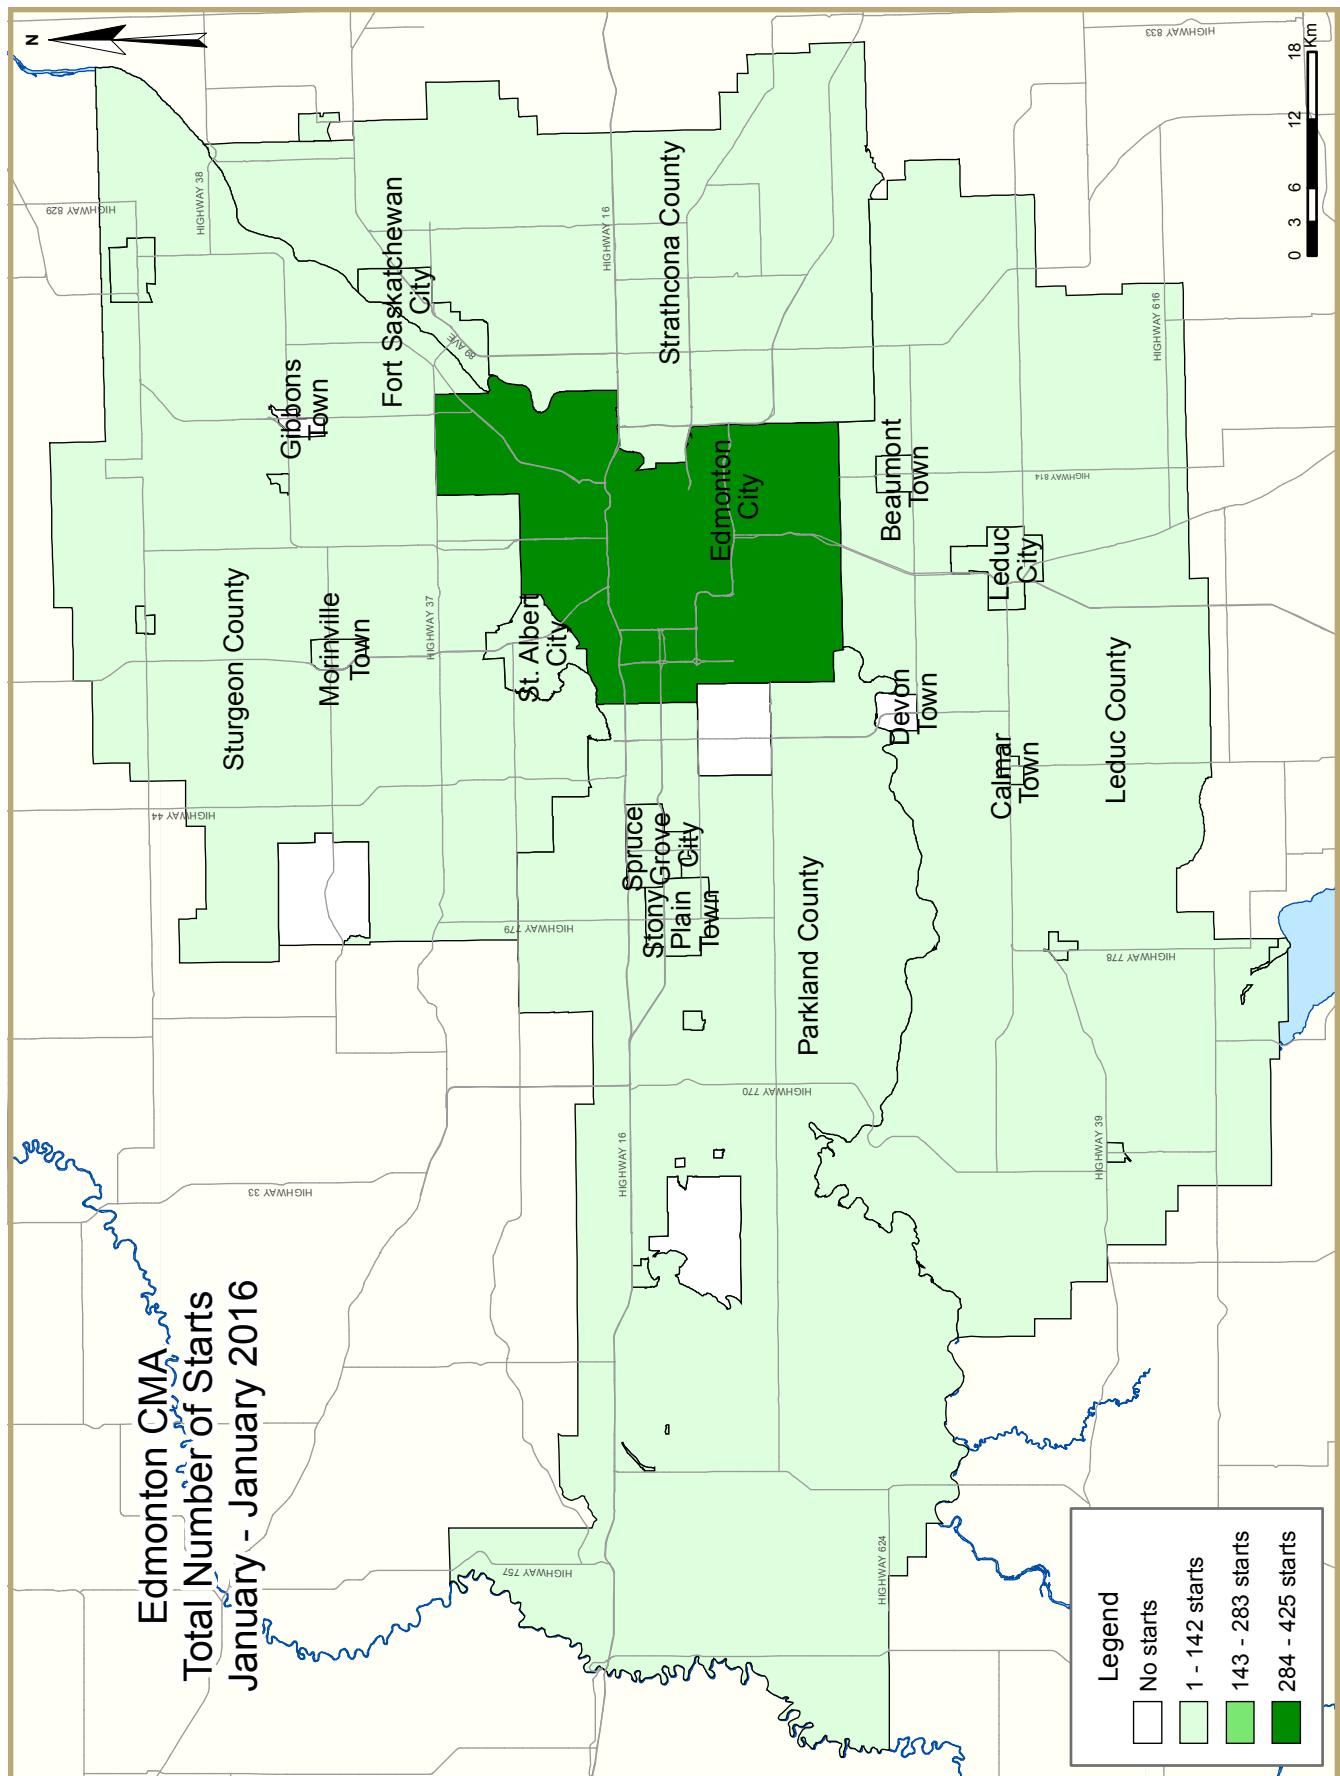 Edmonton CMA
Total Number of Starts
January - January 2016
N
HIGHWAY 829
HIGHWAY 38
HIGHWAY 833
Gibbons
Town
Fort Saskatchewan
City
89 AVE
HIGHWAY 16
Strathcona County
Sturgeon County
Morinville
Town
HIGHWAY 37
St. Albert
City
Edmonton
City
Beaumont
Town
HIGHWAY 814
HIGHWAY 616
Leduc
City
HIGHWAY 44
HIGHWAY 779
Spruce
Grove
City
Stony
Plain
Town
Devon
Town
Calmar
Town
Leduc County
Parkland County
HIGHWAY 778
HIGHWAY 770
HIGHWAY 16
HIGHWAY 39
HIGHWAY 33
HIGHWAY 757
HIGHWAY 624
0 3 6 12 18
Km
Legend
No starts
1 - 142 starts
143 - 283 starts
284 - 425 starts